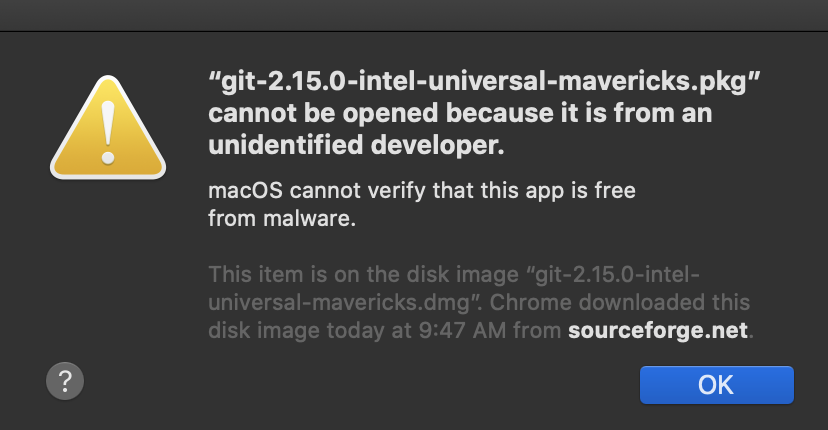 “git-2.15.0-intel-universal-mavericks.pkg”
cannot be opened because it is from an
unidentified developer.
macOS cannot verify that this app is free
from malware.
This item is on the disk image “git-2.15.0-intel-
universal-mavericks.dmg”. Chrome downloaded this
disk image today at 9:47 AM from sourceforge.net.
?
OK